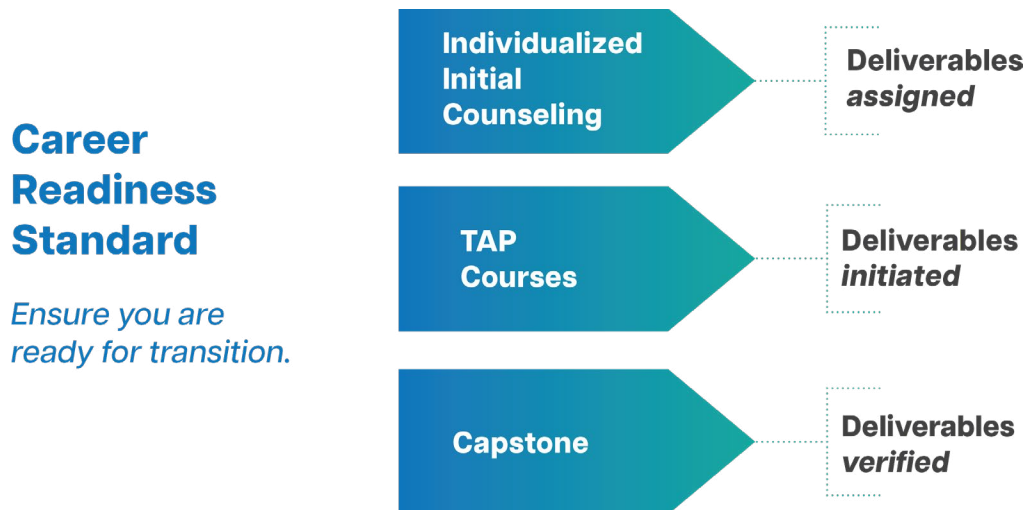 Career
Readiness
Standard
Ensure you are
ready for transition.
Individualized
Initial
Counseling
Deliverables
assigned
TAP
Courses
Deliverables
initiated
Capstone
Deliverables
verified